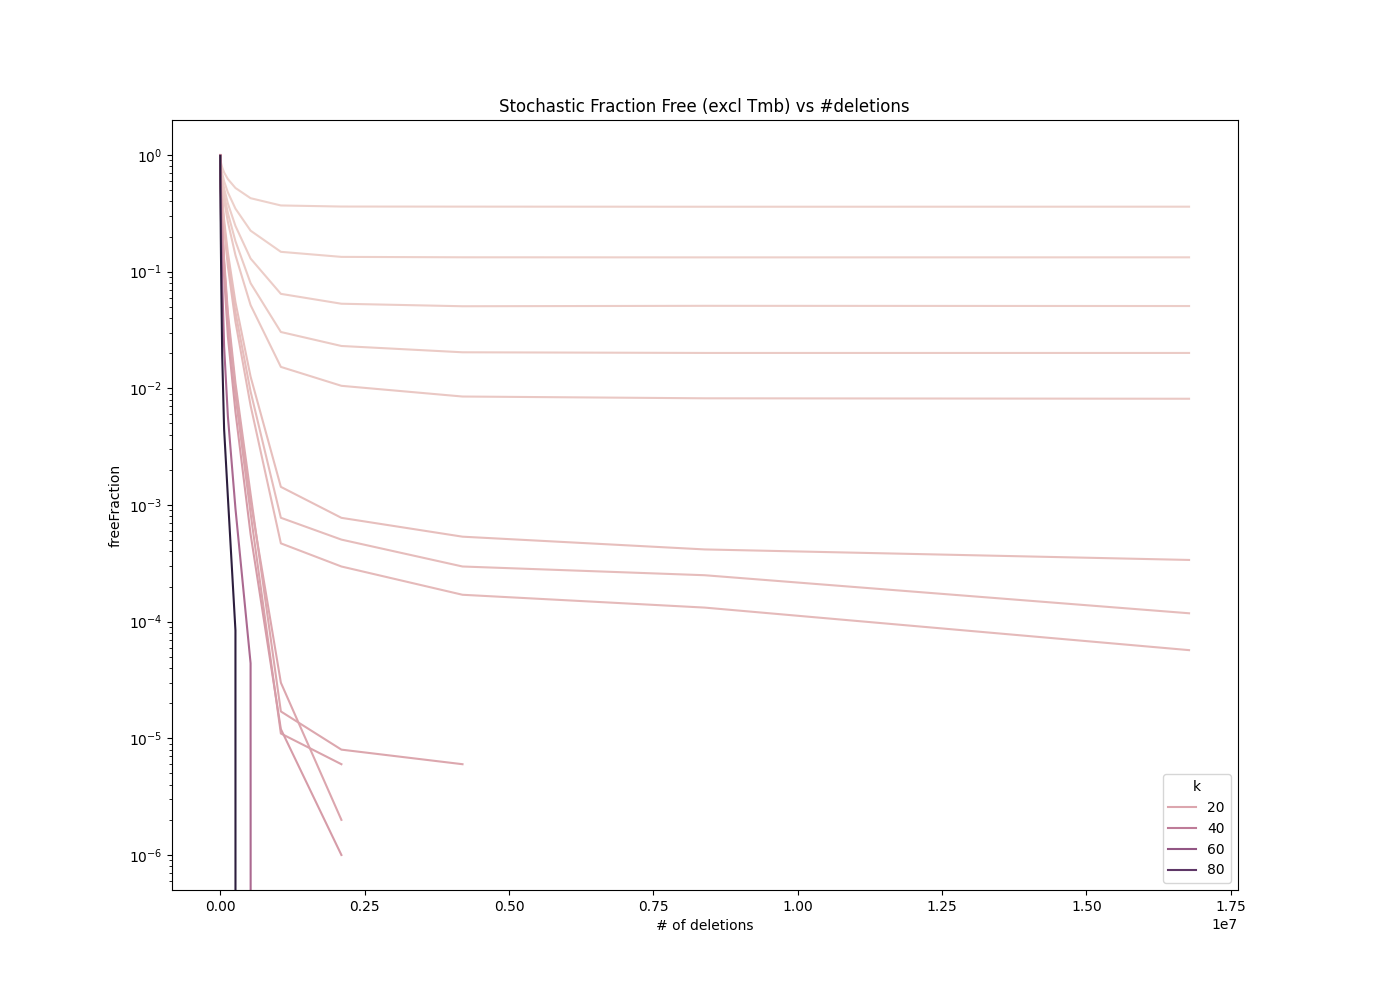 Stochastic Fraction Free (excl Tmb) vs #deletions
freeFraction
10⁰
10⁻¹
10⁻²
10⁻³
10⁻⁴
10⁻⁵
10⁻⁶
k
20
40
60
80
0.00 0.25 0.50 0.75 1.00 1.25 1.50 1.75
1e7
# of deletions